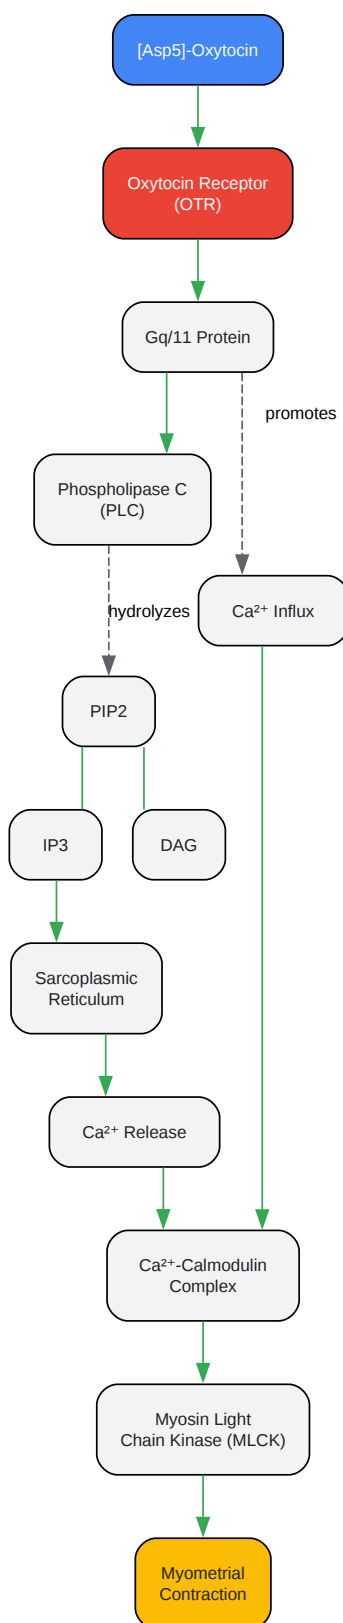 [Asp5]-Oxytocin
Oxytocin Receptor
(OTR)
Gq/11 Protein
promotes
Phospholipase C
(PLC)
hydrolyzes
Ca²⁺ Influx
PIP2
IP3
DAG
Sarcoplasmic
Reticulum
Ca²⁺ Release
Ca²⁺-Calmodulin
Complex
Myosin Light
Chain Kinase (MLCK)
Myometrial
Contraction